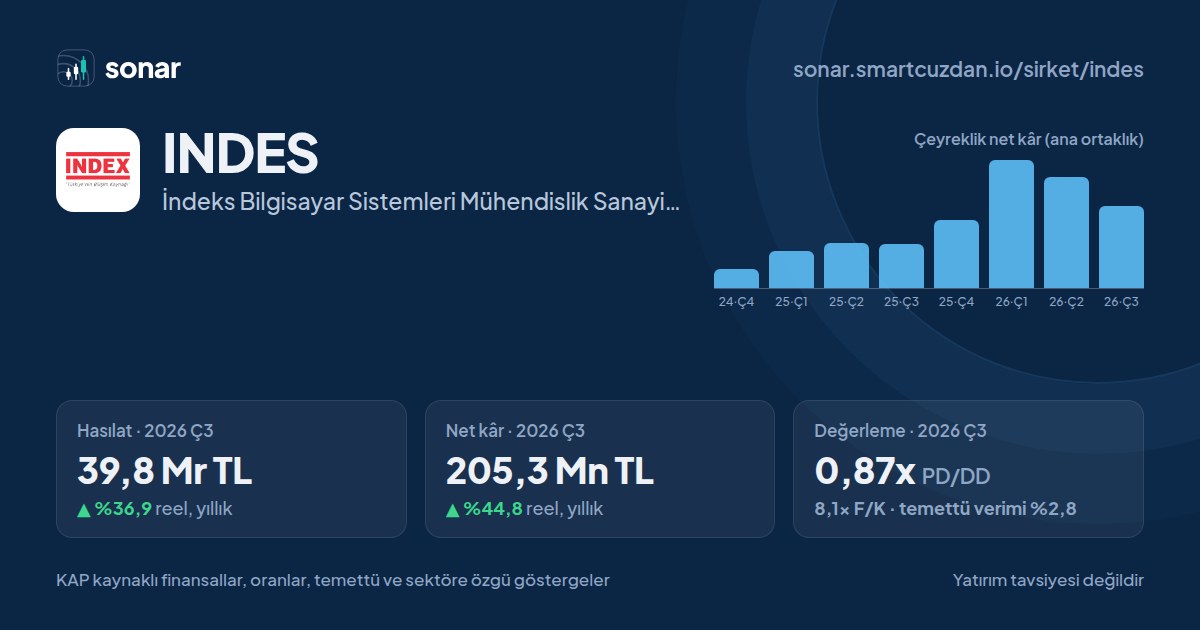 sonar
sonar.smartcuzdan.io/sirket/indes
INDEX
"Türkiye'nin Bilişim Kaynağı"
INDES
İndeks Bilgisayar Sistemleri Mühendislik Sanayi...
Çeyreklik net kâr (ana ortaklık)
24-Ç4 25-Ç1 25-Ç2 25-Ç3 25-Ç4 26-Ç1 26-Ç2 26-Ç3
Hasılat · 2026 Ç3
39,8 Mr TL
▲ %36,9 reel, yıllık
Net kâr · 2026 Ç3
205,3 Mn TL
▲ %44,8 reel, yıllık
Değerleme · 2026 Ç3
0,87x PD/DD
8,1× F/K · temettü verimi %2,8
KAP kaynaklı finansallar, oranlar, temettü ve sektöre özgü göstergeler
Yatırım tavsiyesi değildir